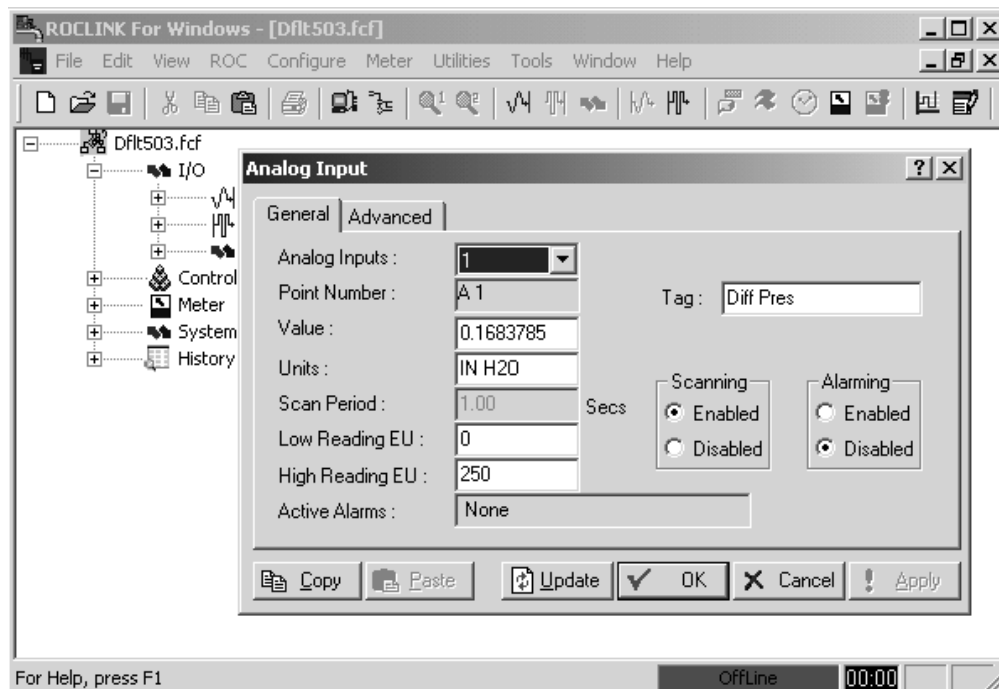 ROCLINK For Windows - [Dflt503.fcf]
File Edit View ROC Configure Meter Utilities Tools Window Help
Dflt503.fcf
I/O
Control
Meter
System
History
Analog Input
General Advanced
Analog Inputs : 1
Point Number : A 1
Tag : Diff Pres
Value : 0.1683785
Units : IN H2O
Scan Period : 1.00 Secs
Low Reading EU : 0
High Reading EU : 250
Active Alarms : None
Scanning
Enabled
Disabled
Alarming
Enabled
Disabled
Copy Paste Update OK Cancel Apply
For Help, press F1 OffLine 00:00